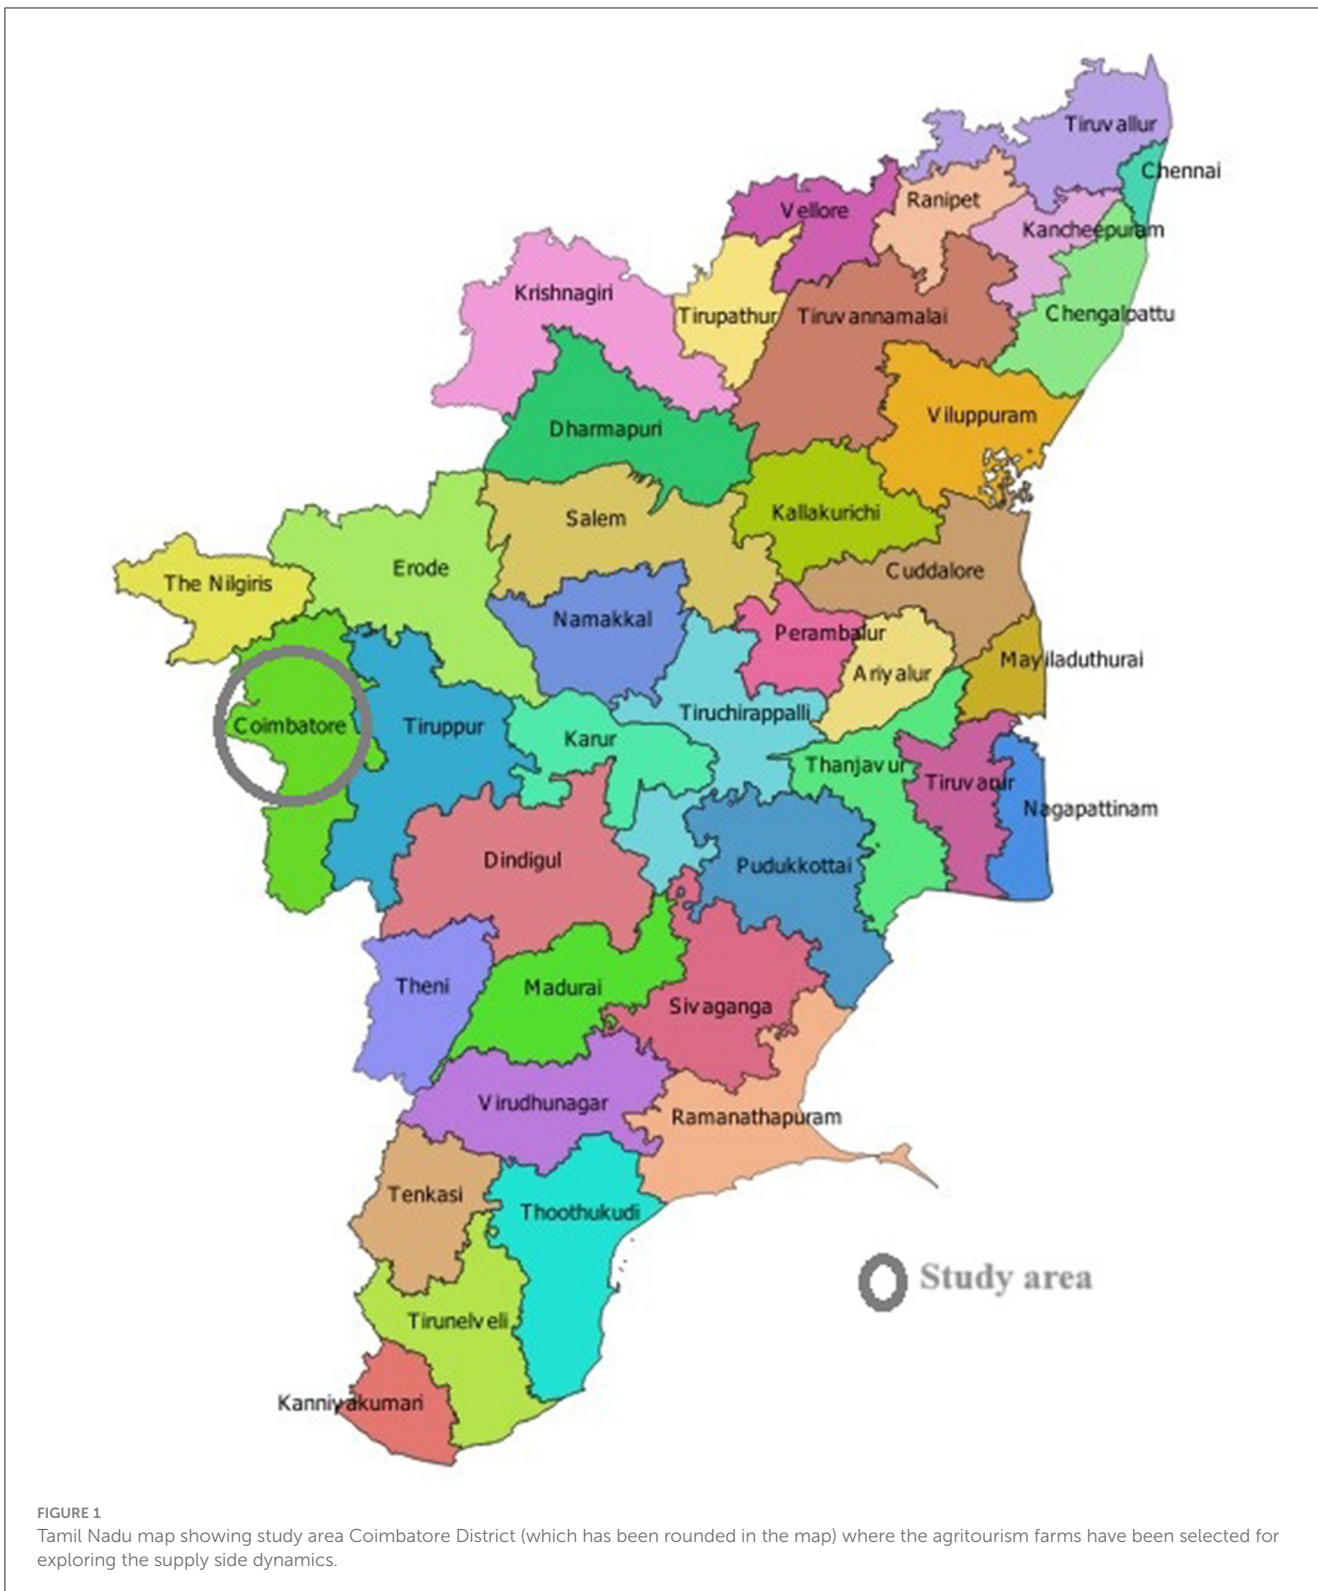 Tiruvallur
Chennai
Ranipet
Vellore
Kancheepuram
Krishnagiri
Tirupathur
Tiruvannamalai
Chengalpattu
Viluppuram
Dharmapuri
Kallakurichi
Salem
Erode
Cuddalore
The Nilgiris
Namakkal
Perambalur
Mayiladuthurai
Ariyalur
Coimbatore
Tiruppur
Tiruchirappalli
Karur
Thanjavur
Tiruvarur
Nagapattinam
Dindigul
Pudukkottai
Theni
Madurai
Sivaganga
Virudhunagar
Ramanathapuram
Tenkasi
Thoothukudi
Study area
Tirunelveli
Kanniyakumari
FIGURE 1
Tamil Nadu map showing study area Coimbatore District (which has been rounded in the map) where the agritourism farms have been selected for
exploring the supply side dynamics.